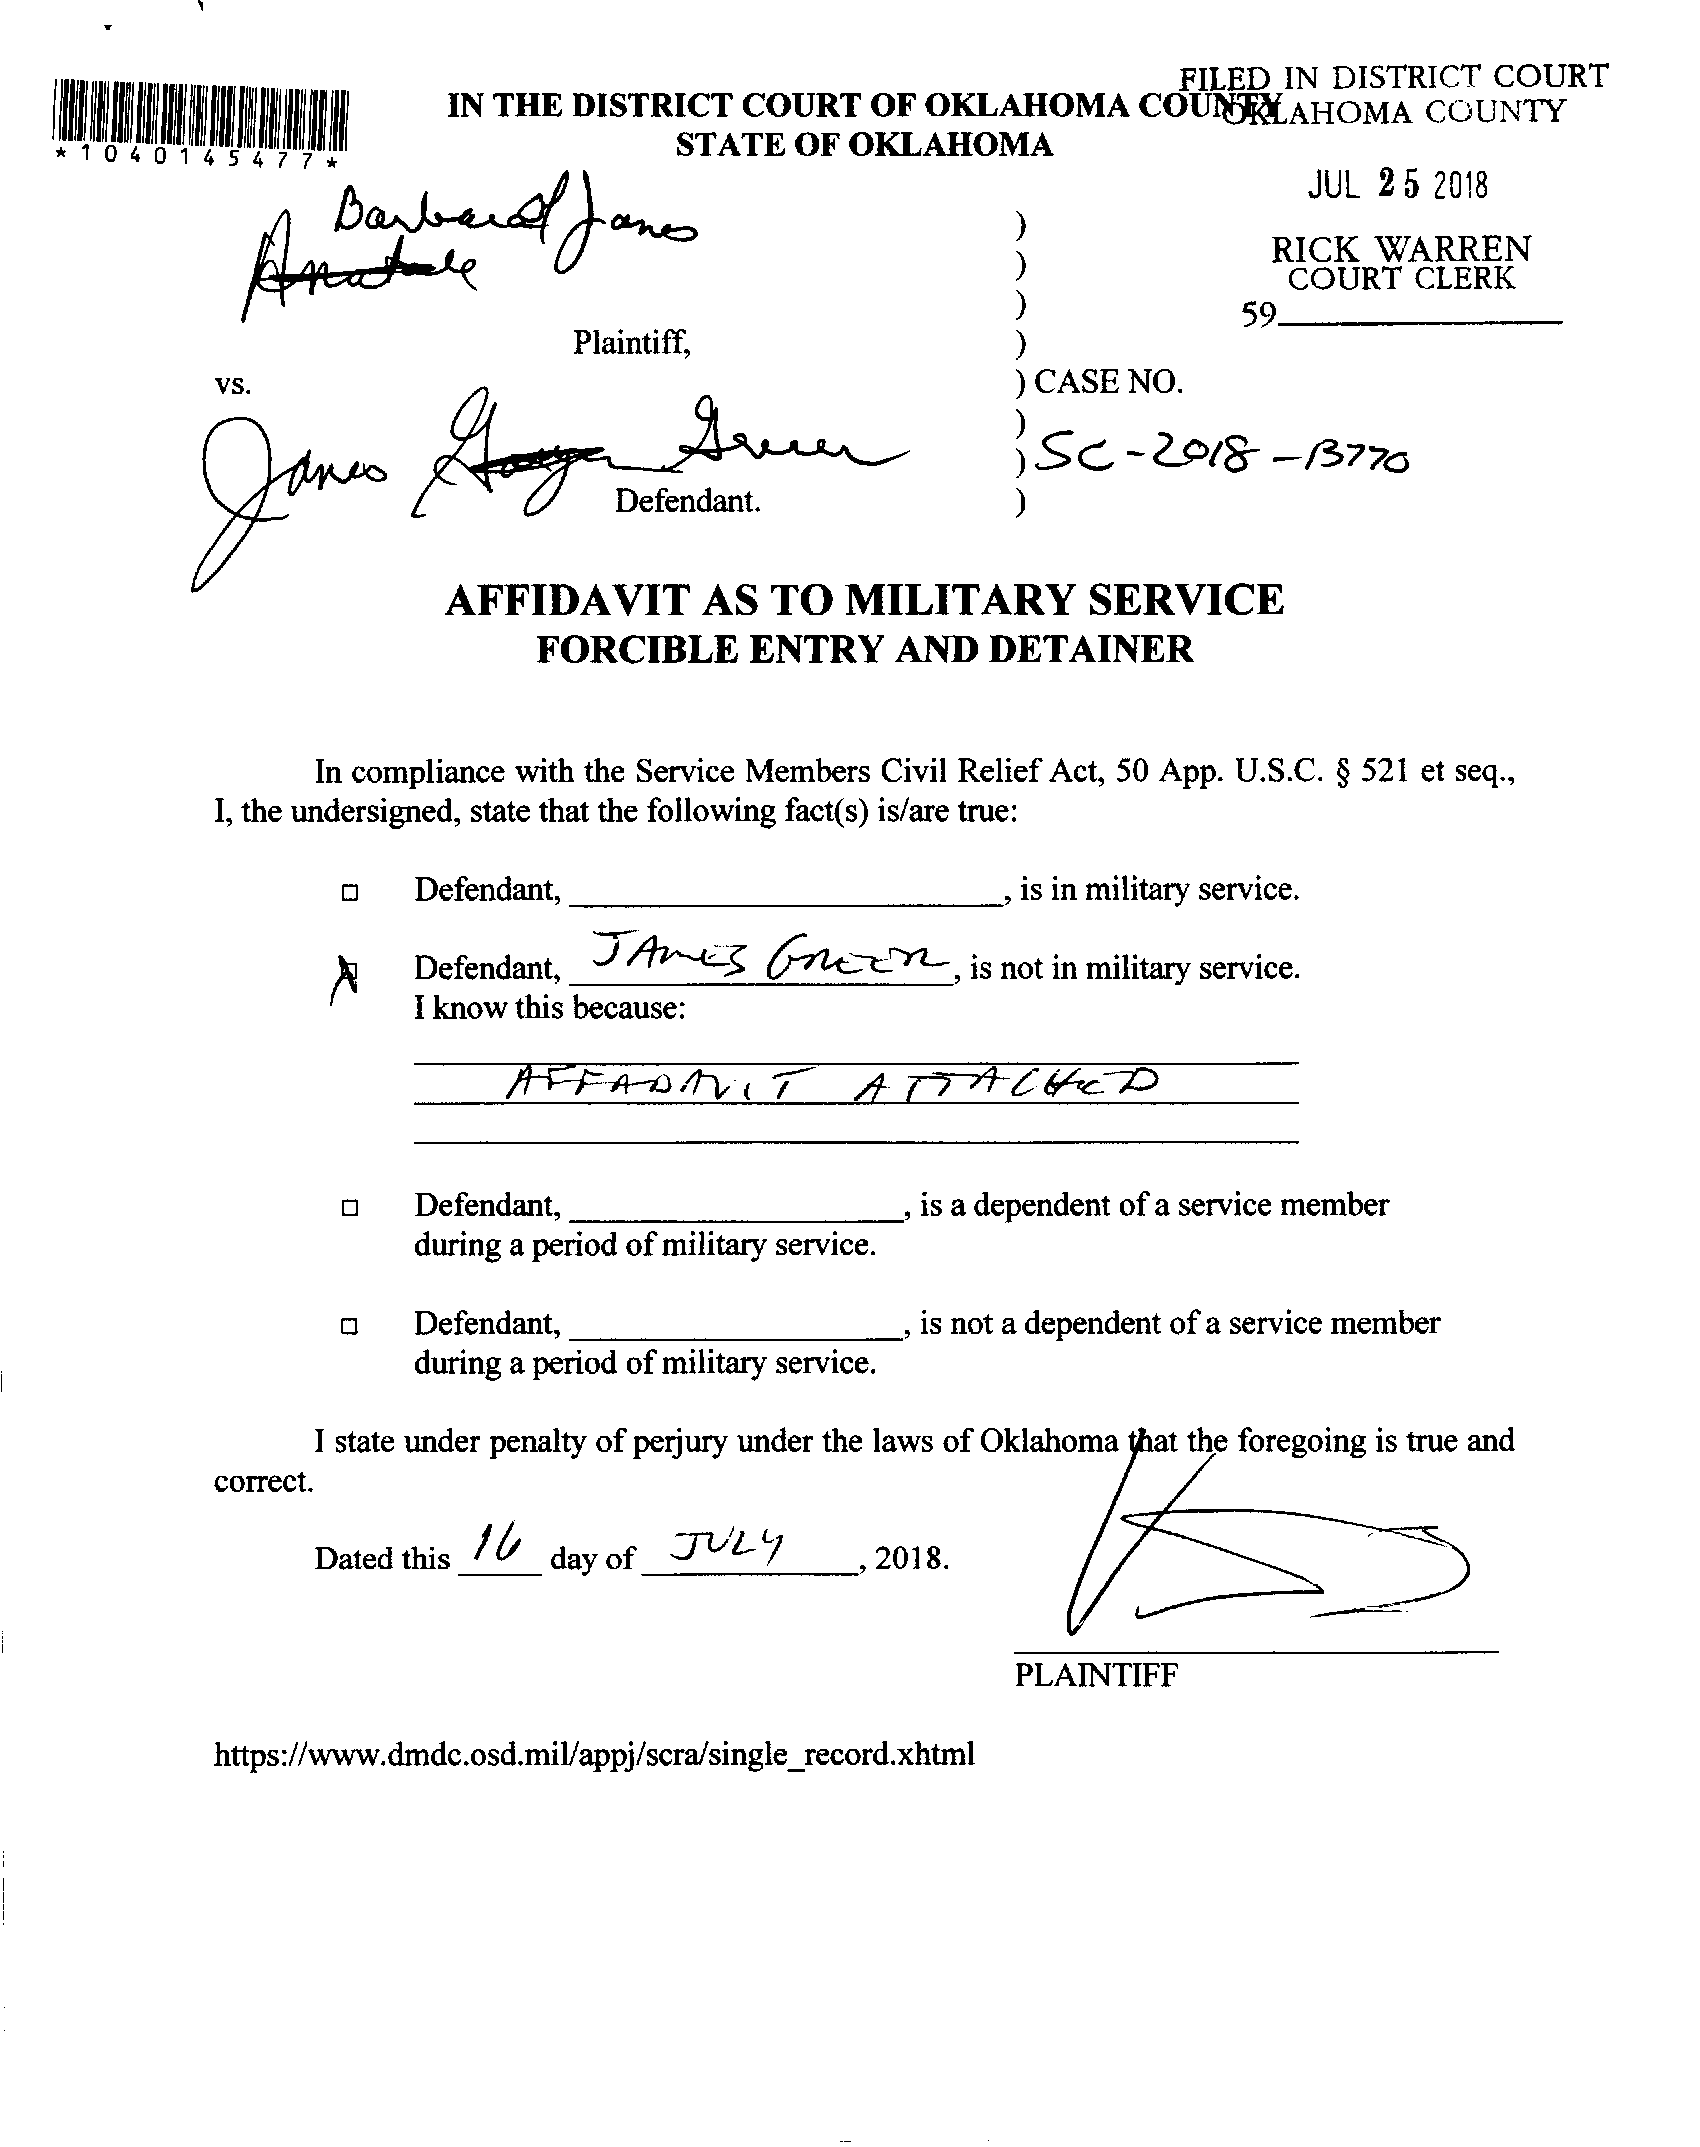 FILED IN DISTRICT COURT
OKLAHOMA COUNTY
IN THE DISTRICT COURT OF OKLAHOMA COUNTY
STATE OF OKLAHOMA
*1040145477*
JUL 25 2018
RICK WARREN
COURT CLERK
59
Barbara
Plaintiff,
vs.
) CASE NO.
James Green
SC-2018-13770
Defendant.
AFFIDAVIT AS TO MILITARY SERVICE
FORCIBLE ENTRY AND DETAINER
In compliance with the Service Members Civil Relief Act, 50 App. U.S.C. § 521 et seq.,
I, the undersigned, state that the following fact(s) is/are true:
Defendant, , is in military service.
Defendant, JAMES GREEN, is not in military service.
I know this because:
AFFADAVIT ATTACHED
Defendant, , is a dependent of a service member
during a period of military service.
Defendant, , is not a dependent of a service member
during a period of military service.
I state under penalty of perjury under the laws of Oklahoma that the foregoing is true and
correct.
Dated this 16 day of JULY, 2018.
PLAINTIFF
https://www.dmdc.osd.mil/appj/scra/single_record.xhtml